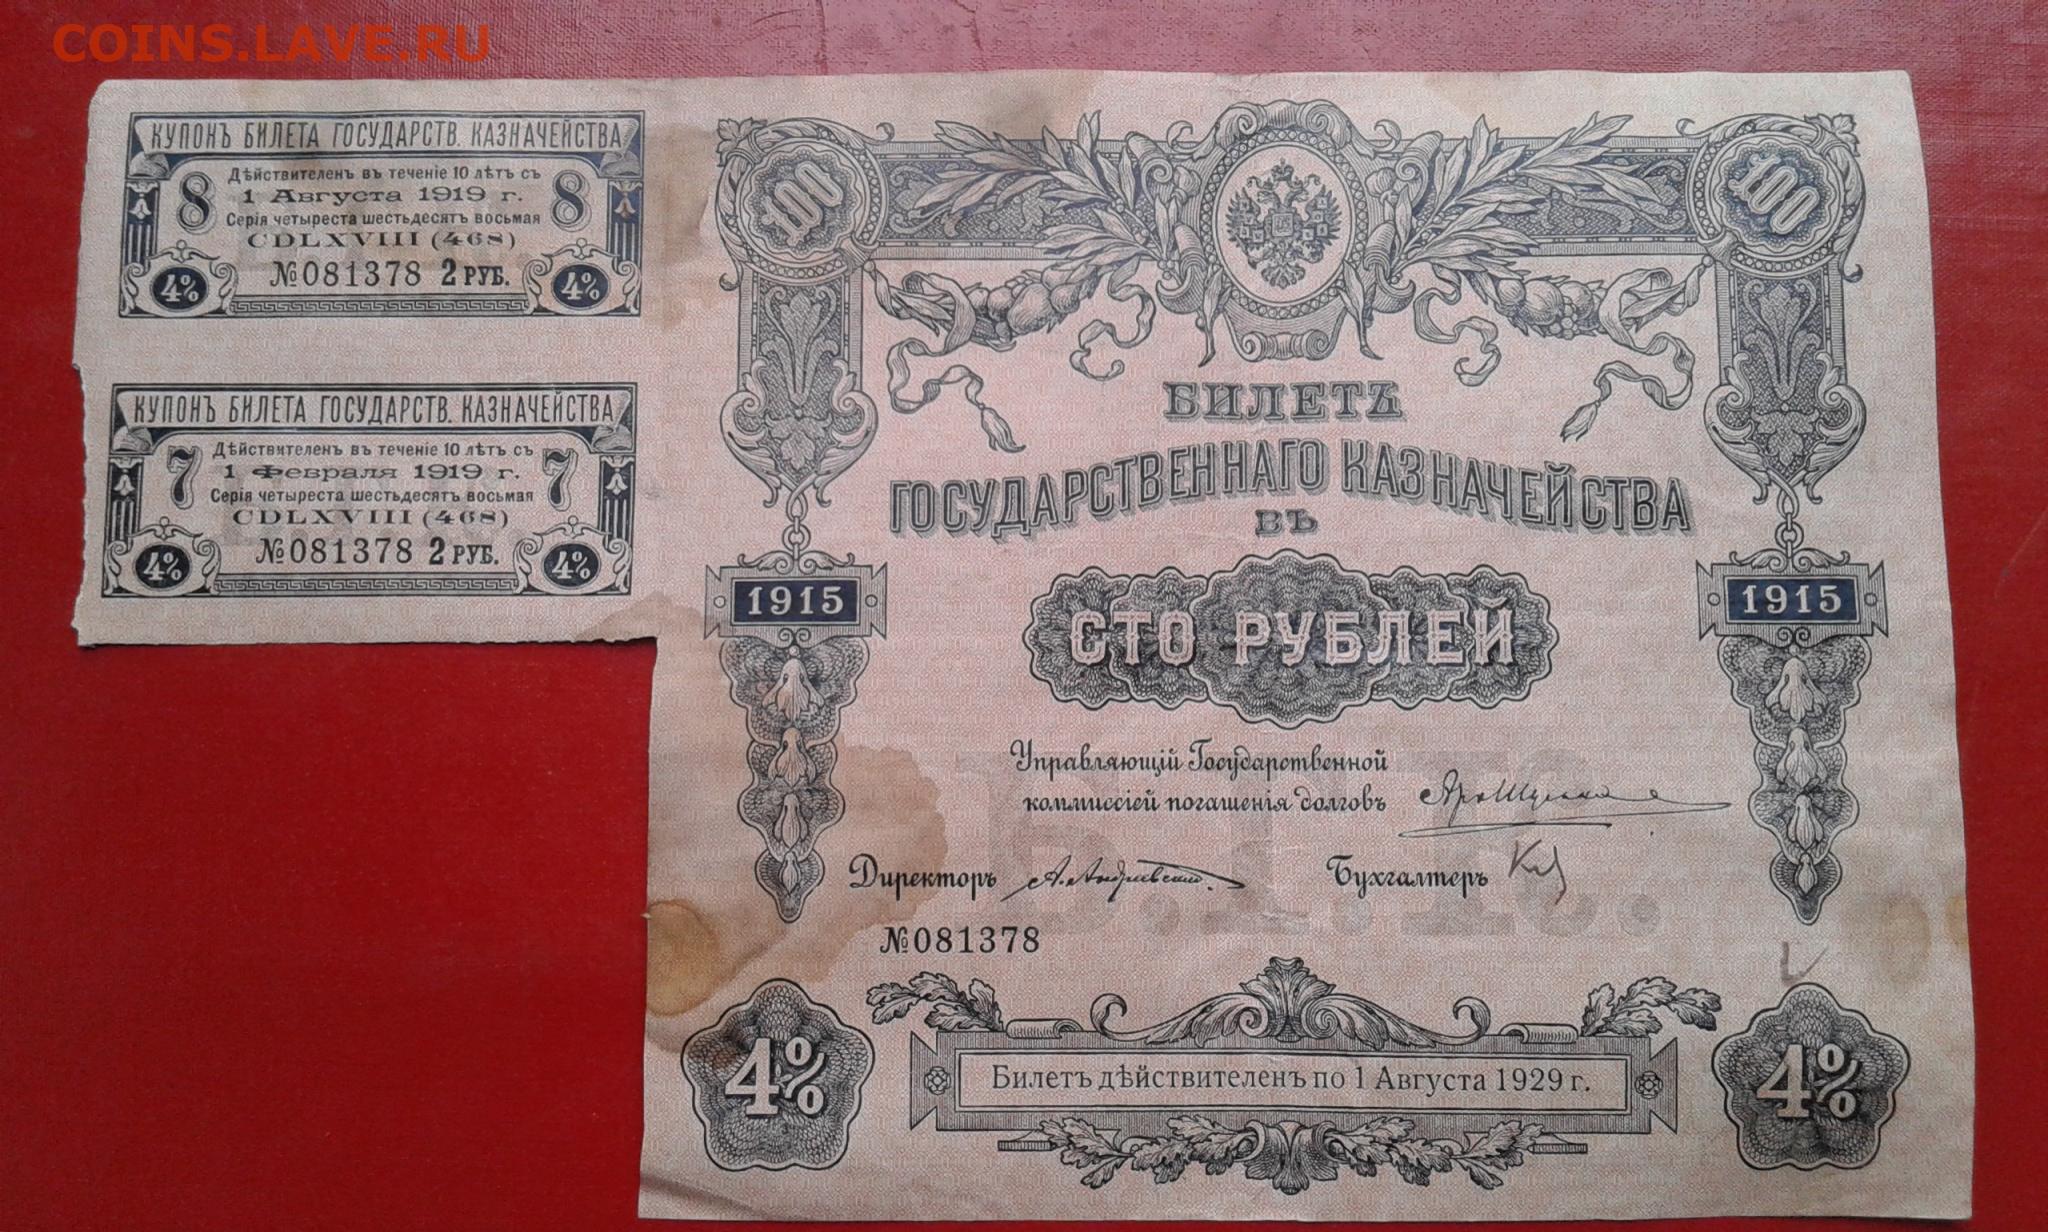 COINS.LAVE.RU
КУПОНЪ БИЛЕТА ГОСУДАРСТВ. КАЗНАЧЕЙСТВА
Дѣйствителен въ теченіе 10 лѣтъ съ
8 1 Августа 1919 г. 8
Серія четыреста шестьдесятъ восьмая
CDLXVIII (468)
№081378 2 РУБ.
4% 4%
КУПОНЪ БИЛЕТА ГОСУДАРСТВ. КАЗНАЧЕЙСТВА
Дѣйствителен въ теченіе 10 лѣтъ съ
7 1 Февраля 1919 г. 7
Серія четыреста шестьдесятъ восьмая
CDLXVIII (468)
№081378 2 РУБ.
4% 4%
100 100
БИЛЕТЪ
ГОСУДАРСТВЕННАГО КАЗНАЧЕЙСТВА
ВЪ
1915 1915
СТО РУБЛЕЙ
Управляющій Государственной
коммиссіей погашенія долговъ
Директоръ Бухгалтеръ
№081378
4% 4%
Билетъ дѣйствителенъ по 1 Августа 1929 г.